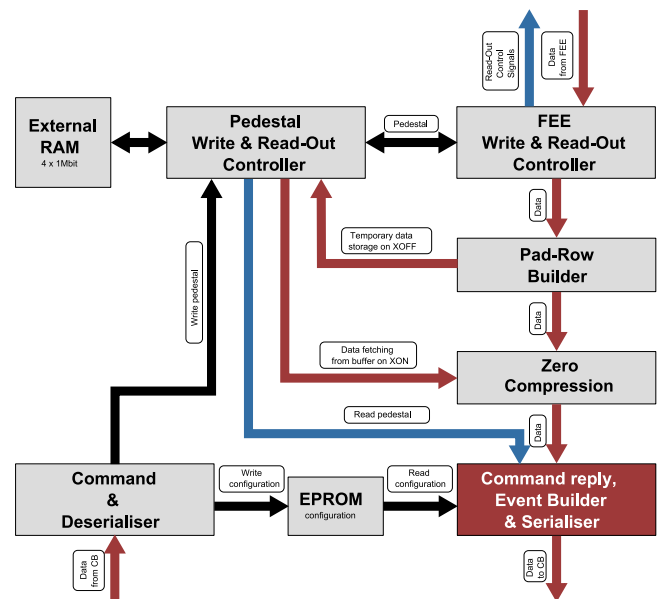 Read-Out
Control
Signals
Data
from FEE
External
RAM
4 x 1Mbit
Pedestal
Write & Read-Out
Controller
Pedestal
FEE
Write & Read-Out
Controller
Data
Temporary data
storage on XOFF
Pad-Row
Builder
Write pedestal
Data
Data fetching
from buffer on XON
Zero
Compression
Read pedestal
Data
Command
&
Deserialiser
Write
configuration
EPROM
configuration
Read
configuration
Command reply,
Event Builder
& Serialiser
Data
from CB
Data
to CB